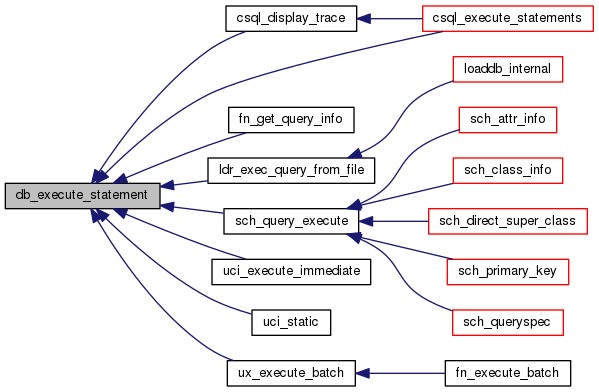 csql_display_trace
csql_execute_statements
loaddb_internal
fn_get_query_info
sch_attr_info
ldr_exec_query_from_file
sch_class_info
db_execute_statement
sch_query_execute
sch_direct_super_class
uci_execute_immediate
sch_primary_key
uci_static
sch_queryspec
ux_execute_batch
fn_execute_batch